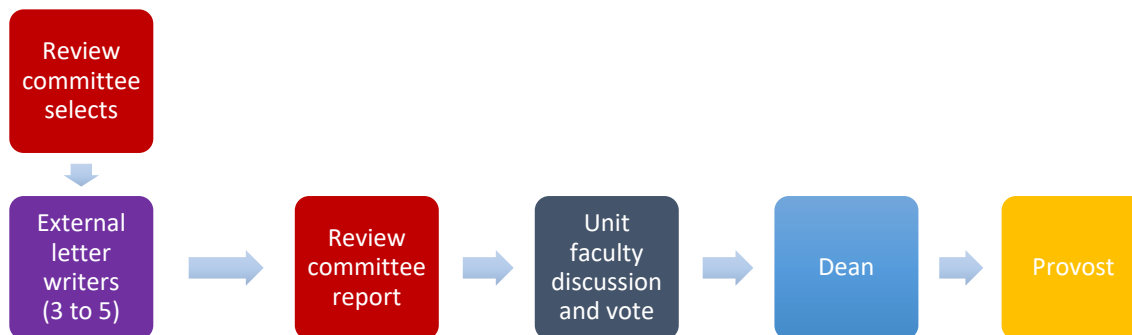 Review
committee
selects
External
letter
writers
(3 to 5)
Review
committee
report
Unit
faculty
discussion
and vote
Dean
Provost